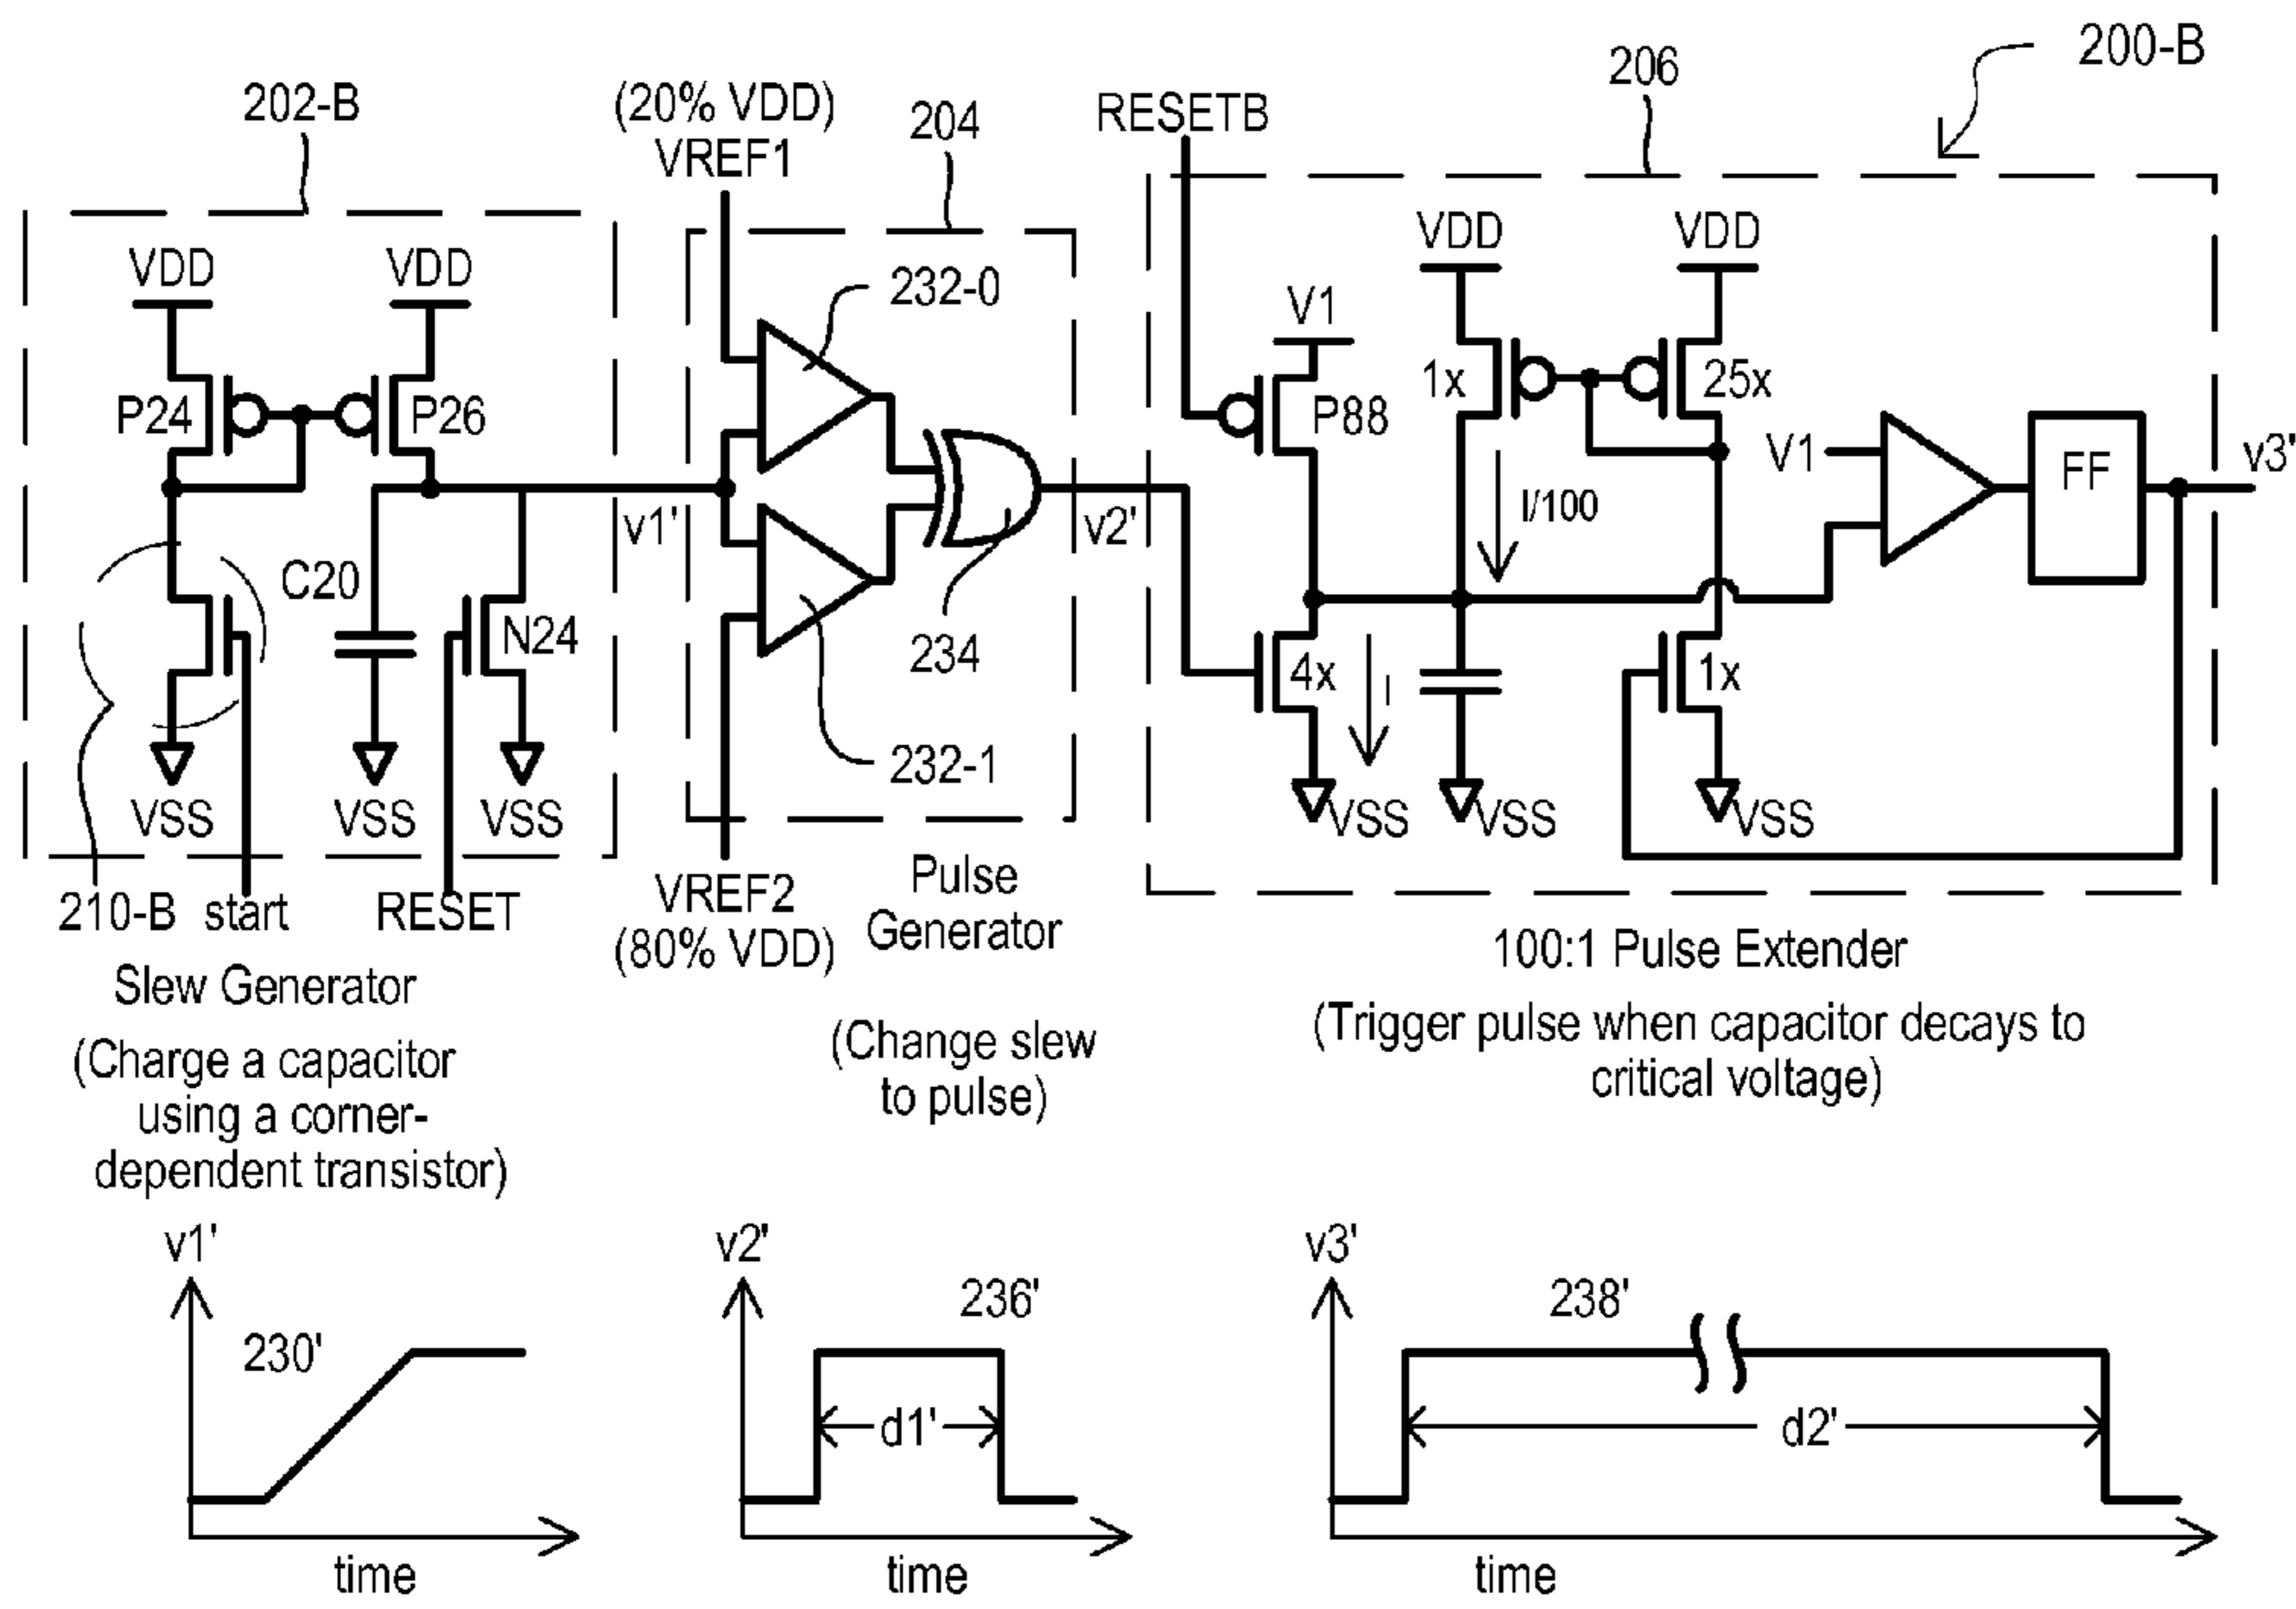 200-B
206
202-B
(20% VDD)
VREF1
204
RESETB
VDD
VDD
232-0
VDD
VDD
V1
P24
P26
1x
25x
P88
V1
FF
v3'
I/100
v1'
v2'
C20
N24
234
4x
I
1x
232-1
VSS
VSS
VSS
VSS
VSS
VSS
210-B
start
RESET
VREF2
(80% VDD)
Pulse
Generator
100:1 Pulse Extender
Slew Generator
(Trigger pulse when capacitor decays to
critical voltage)
(Change slew
to pulse)
(Charge a capacitor
using a corner-
dependent transistor)
v1'
230'
time
v2'
236'
d1'
time
v3'
238'
d2'
time